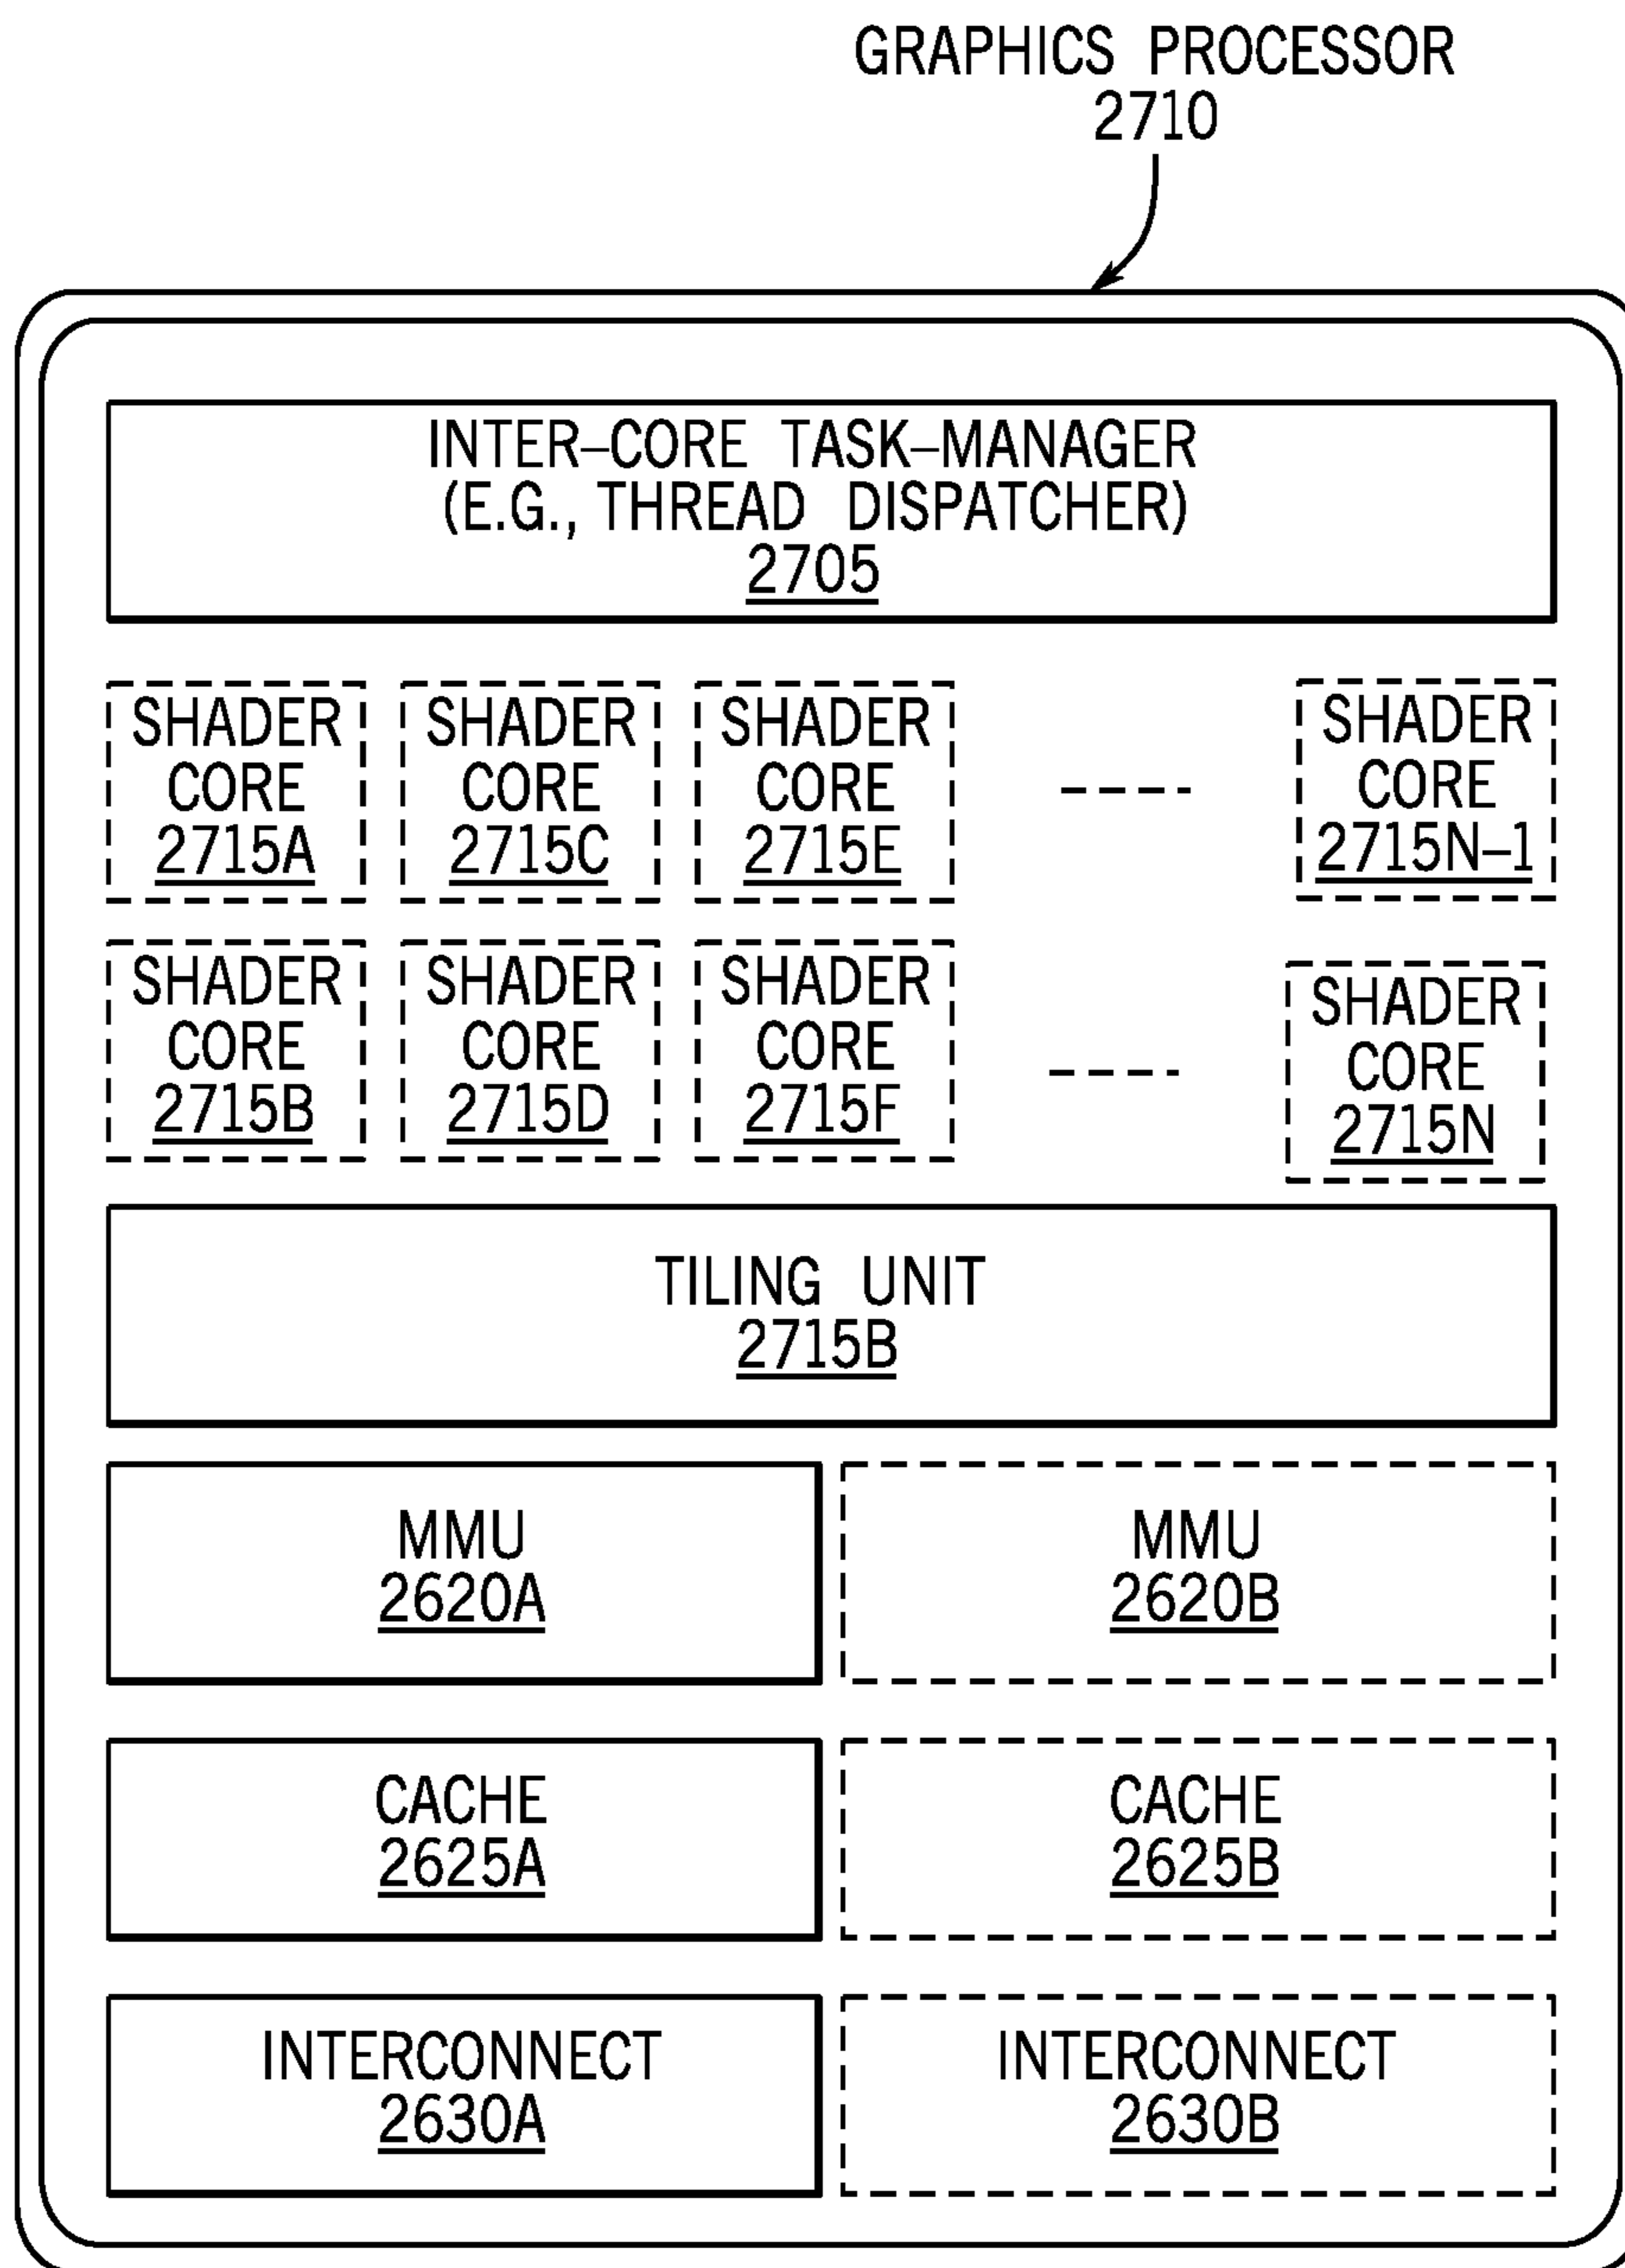 GRAPHICS PROCESSOR
2710
INTER–CORE TASK–MANAGER
(E.G., THREAD DISPATCHER)
2705
SHADER
CORE
2715A
SHADER
CORE
2715C
SHADER
CORE
2715E
SHADER
CORE
2715N–1
SHADER
CORE
2715B
SHADER
CORE
2715D
SHADER
CORE
2715F
SHADER
CORE
2715N
TILING UNIT
2715B
MMU
2620A
MMU
2620B
CACHE
2625A
CACHE
2625B
INTERCONNECT
2630A
INTERCONNECT
2630B